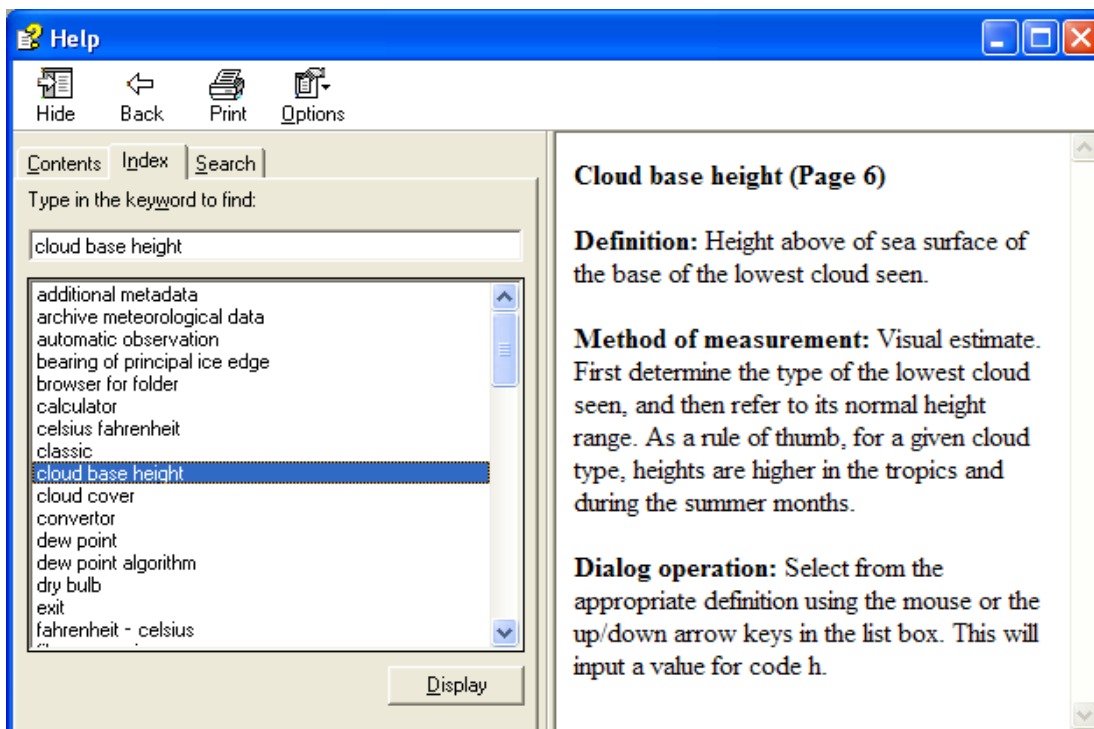 Help
Hide Back Print Options
Contents Index Search
Type in the keyword to find:
cloud base height
additional metadata
archive meteorological data
automatic observation
bearing of principal ice edge
browser for folder
calculator
celsius fahrenheit
classic
cloud base height
cloud cover
convertor
dew point
dew point algorithm
dry bulb
exit
fahrenheit - celsius
Display
Cloud base height (Page 6)
Definition: Height above of sea surface of
the base of the lowest cloud seen.
Method of measurement: Visual estimate.
First determine the type of the lowest cloud
seen, and then refer to its normal height
range. As a rule of thumb, for a given cloud
type, heights are higher in the tropics and
during the summer months.
Dialog operation: Select from the
appropriate definition using the mouse or the
up/down arrow keys in the list box. This will
input a value for code h.